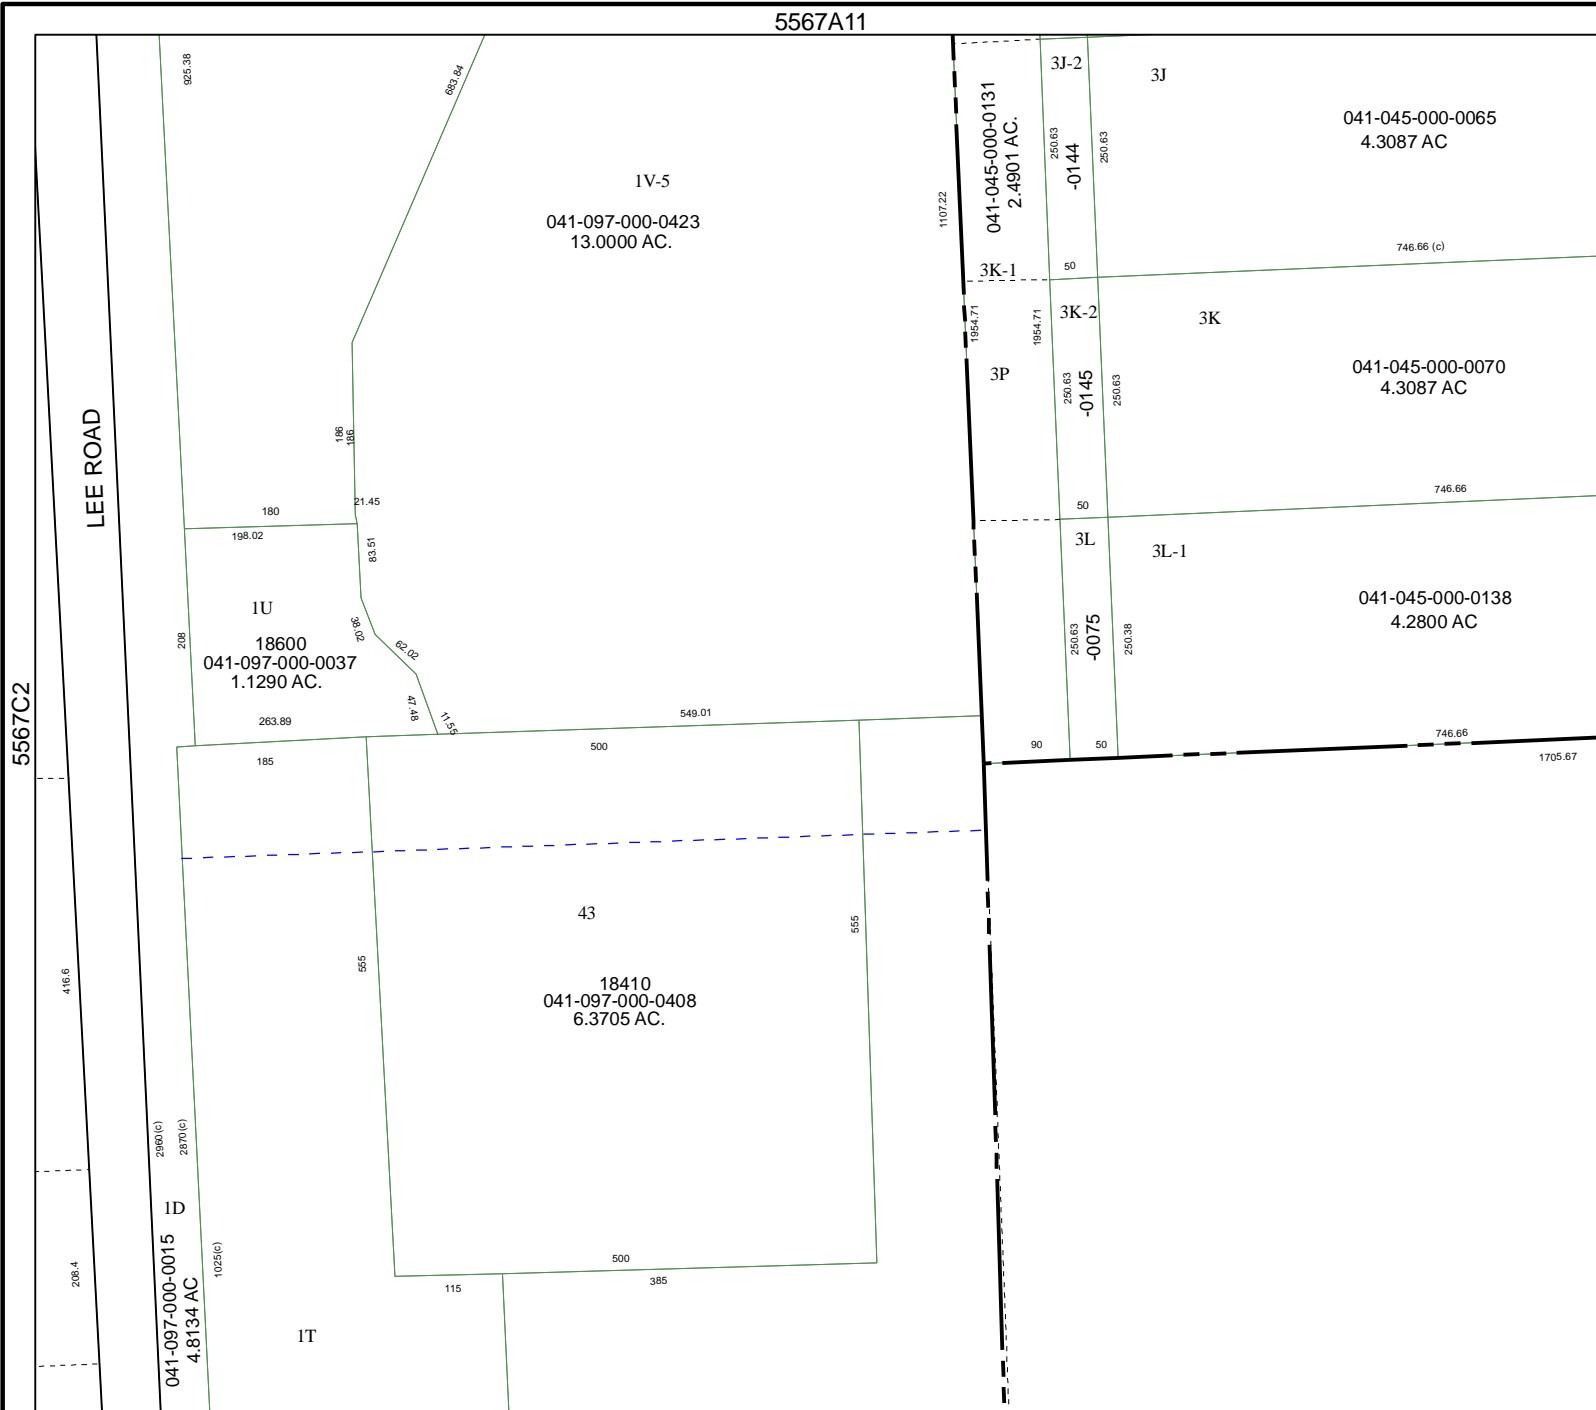 5567A11
925.38
683.84
1V-5
041-097-000-0423
13.0000 AC.
1107.22
041-045-000-0131
2.4901 AC.
3J-2
3J
250.63
-0144
250.63
041-045-000-0065
4.3087 AC
746.66 (c)
3K-1
50
1954.71
1954.71
3K-2
3K
3P
250.63
-0145
250.63
041-045-000-0070
4.3087 AC
746.66
50
LEE ROAD
186
186
21.45
180
198.02
83.51
1U
38.02
62.02
208
18600
041-097-000-0037
1.1290 AC.
47.48
11.55
263.89
549.01
3L
3L-1
250.63
-0075
250.38
041-045-000-0138
4.2800 AC
746.66
1705.67
90
50
5567C2
185
500
43
555
555
18410
041-097-000-0408
6.3705 AC.
416.6
2960(c)
2870(c)
1D
041-097-000-0015
4.8134 AC
1025(c)
208.4
500
115
385
1T